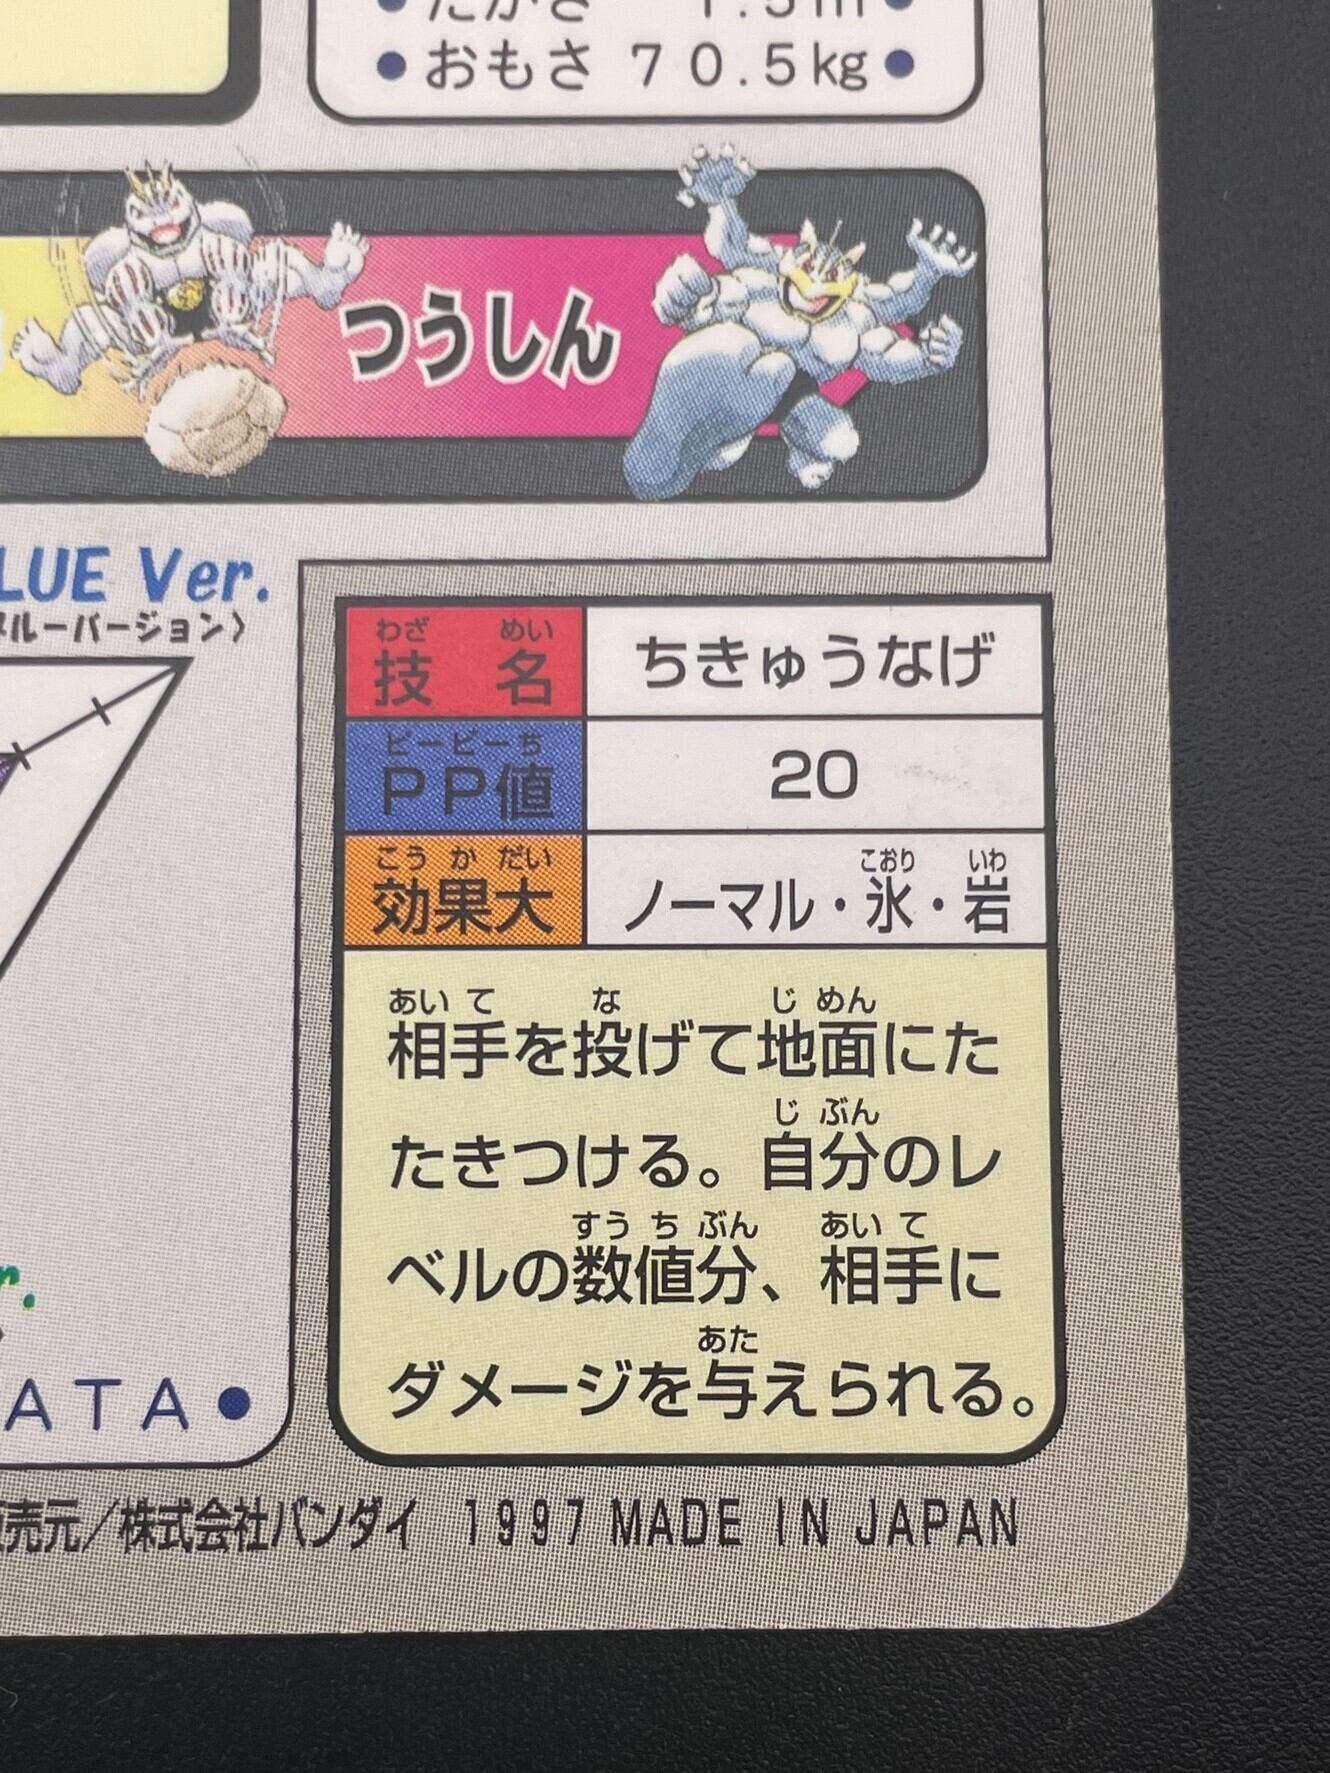 たかさ 1.5m
●おもさ 70.5kg●
つうしん
LUE Ver.
ルーバージョン〉
わざ めい
技 名 ちきゅうなげ
ピーピーち
PP値 20
こうかだい こおり いわ
効果大 ノーマル・氷・岩
あいて な じめん
相手を投げて地面にた
じぶん
たきつける。自分のレ
すうちぶん あいて
ベルの数値分、相手に
あた
ダメージを与えられる。
r.
ATA●
売元/株式会社バンダイ 1997 MADE IN JAPAN